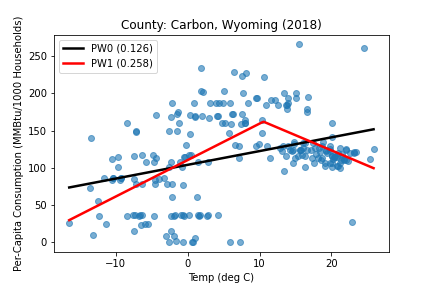 County: Carbon, Wyoming (2018)
PW0 (0.126)
PW1 (0.258)
Per-Capita Consumption (MMBtu/1000 Households)
250
200
150
100
50
0
−10
0
10
20
Temp (deg C)